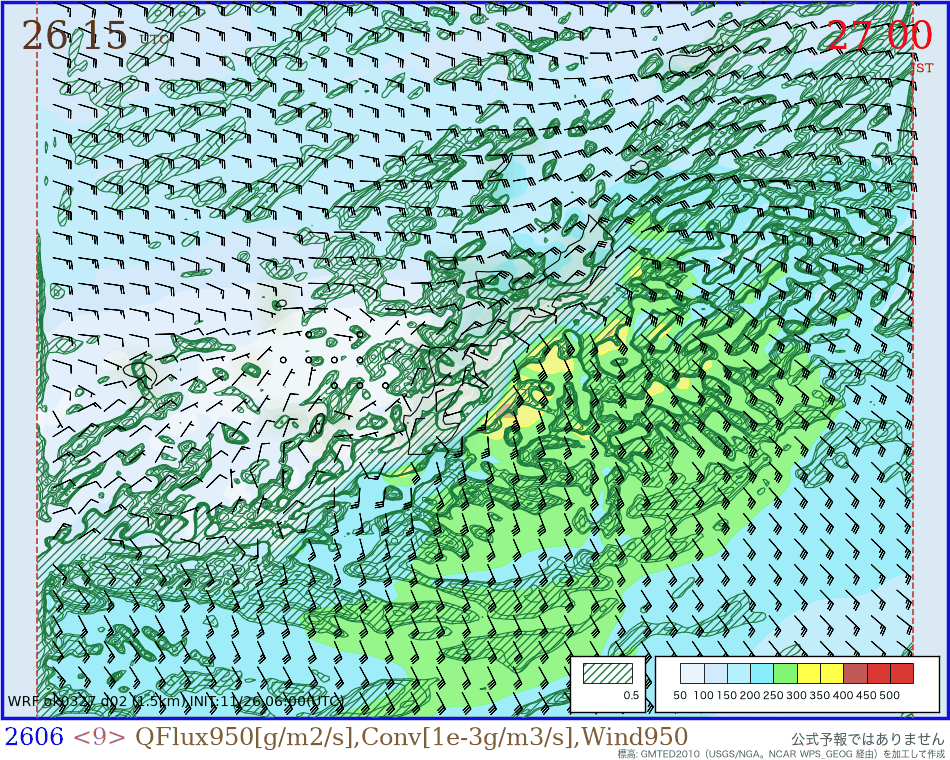 26 15 UTC
27 00
JST
0.5
50 100 150 200 250 300 350 400 450 500
WRF ok0327 d02 (1.5km) INIT:11/26 06:00(UTC)
2606 <9> QFlux950[g/m2/s],Conv[1e-3g/m3/s],Wind950
公式予報ではありません
標高: GMTED2010（USGS/NGA。NCAR WPS_GEOG 経由）を加工して作成